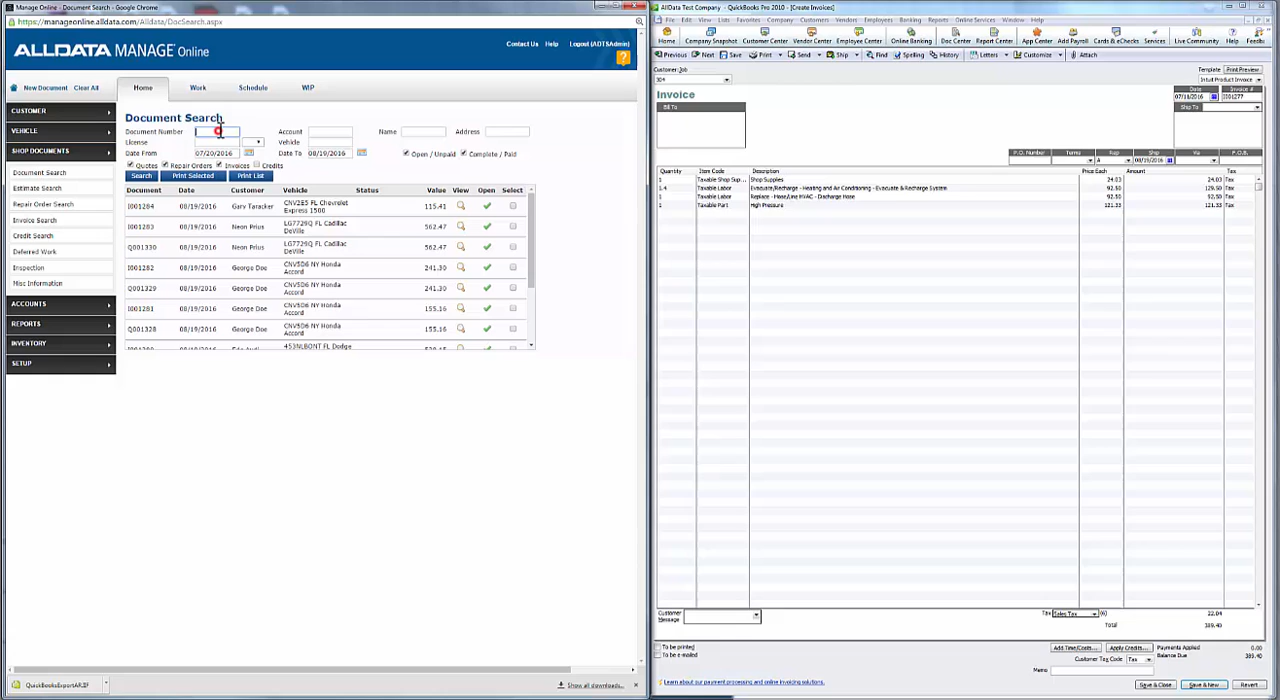 Manage Online - Document Search - Google Chrome
https://manageonline.alldata.com/Alldata/DocSearch.aspx
ALLDATA MANAGE Online
Contact Us Help Logout (ADTSAdmin)
New Document Clear All
Home Work Schedule WIP
CUSTOMER
VEHICLE
SHOP DOCUMENTS
Document Search
Estimate Search
Repair Order Search
Invoice Search
Credit Search
Deferred Work
Inspection
Misc Information
ACCOUNTS
REPORTS
INVENTORY
SETUP
Document Search
Document Number Account Name Address
License Vehicle
Date From 07/20/2016 Date To 08/19/2016 Open / Unpaid Complete / Paid
Quotes Repair Orders Invoices Credits
Search Print Selected Print List
Document Date Customer Vehicle Status Value View Open Select
I001284 08/19/2016 Gary Taracker CNV2E5 FL Chevrolet Express 1500 115.41
I001283 08/19/2016 Neon Prius LG7729Q FL Cadillac DeVille 562.47
Q001330 08/19/2016 Neon Prius LG7729Q FL Cadillac DeVille 562.47
I001282 08/19/2016 George Doe CNV5D6 NY Honda Accord 241.30
Q001329 08/19/2016 George Doe CNV5D6 NY Honda Accord 241.30
I001281 08/19/2016 George Doe CNV5D6 NY Honda Accord 155.16
Q001328 08/19/2016 George Doe CNV5D6 NY Honda Accord 155.16
453NLBONT FL Dodge
QuickBooksExportAR.IIF
Show all downloads...
AllData Test Company - QuickBooks Pro 2010 - [Create Invoices]
File Edit View Lists Favorites Company Customers Vendors Employees Banking Reports Online Services Window Help
Home Company Snapshot Customer Center Vendor Center Employee Center Online Banking Doc Center Report Center App Center Add Payroll Cards & eChecks Services Live Community Help
Previous Next Save Print Send Ship Find Spelling History Letters Customize Attach
Customer:Job
304
Template Print Preview
Intuit Product Invoice
Invoice
Date Invoice #
07/11/2016 I001277
Bill To
Ship To
P.O. Number Terms Rep Ship Via F.O.B.
A 08/19/2016
Quantity Item Code Description Price Each Amount Tax
1 Taxable Shop Sup... Shop Supplies 24.03 24.03 Tax
1.4 Taxable Labor Evacuate/Recharge - Heating and Air Conditioning - Evacuate & Recharge System 92.50 129.50 Tax
1 Taxable Labor Replace - Hose/Line HVAC - Discharge Hose 92.50 92.50 Tax
1 Taxable Part High Pressure 121.33 121.33 Tax
Customer Message
Tax Sales Tax (6) 22.04
Total 389.40
To be printed
To be e-mailed
Add Time/Costs... Apply Credits...
Payments Applied 0.00
Customer Tax Code Tax Balance Due 389.40
Memo
Learn about our payment processing and online invoicing solutions.
Save & Close Save & New Revert